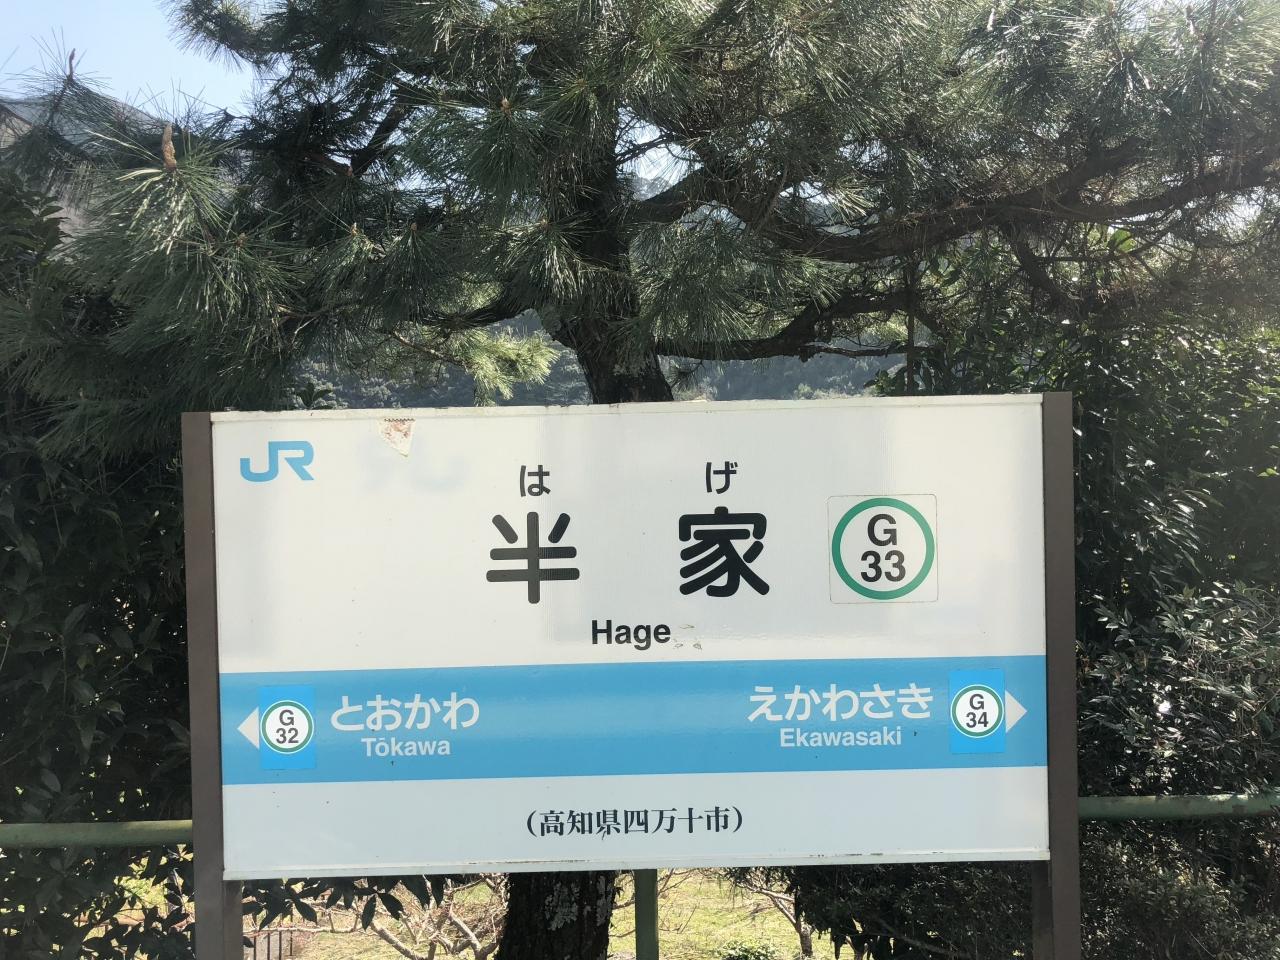 JR
は げ
半 家
G
33
Hage
G
32
とおかわ
Tōkawa
えかわさき
Ekawasaki
G
34
(高知県四万十市)